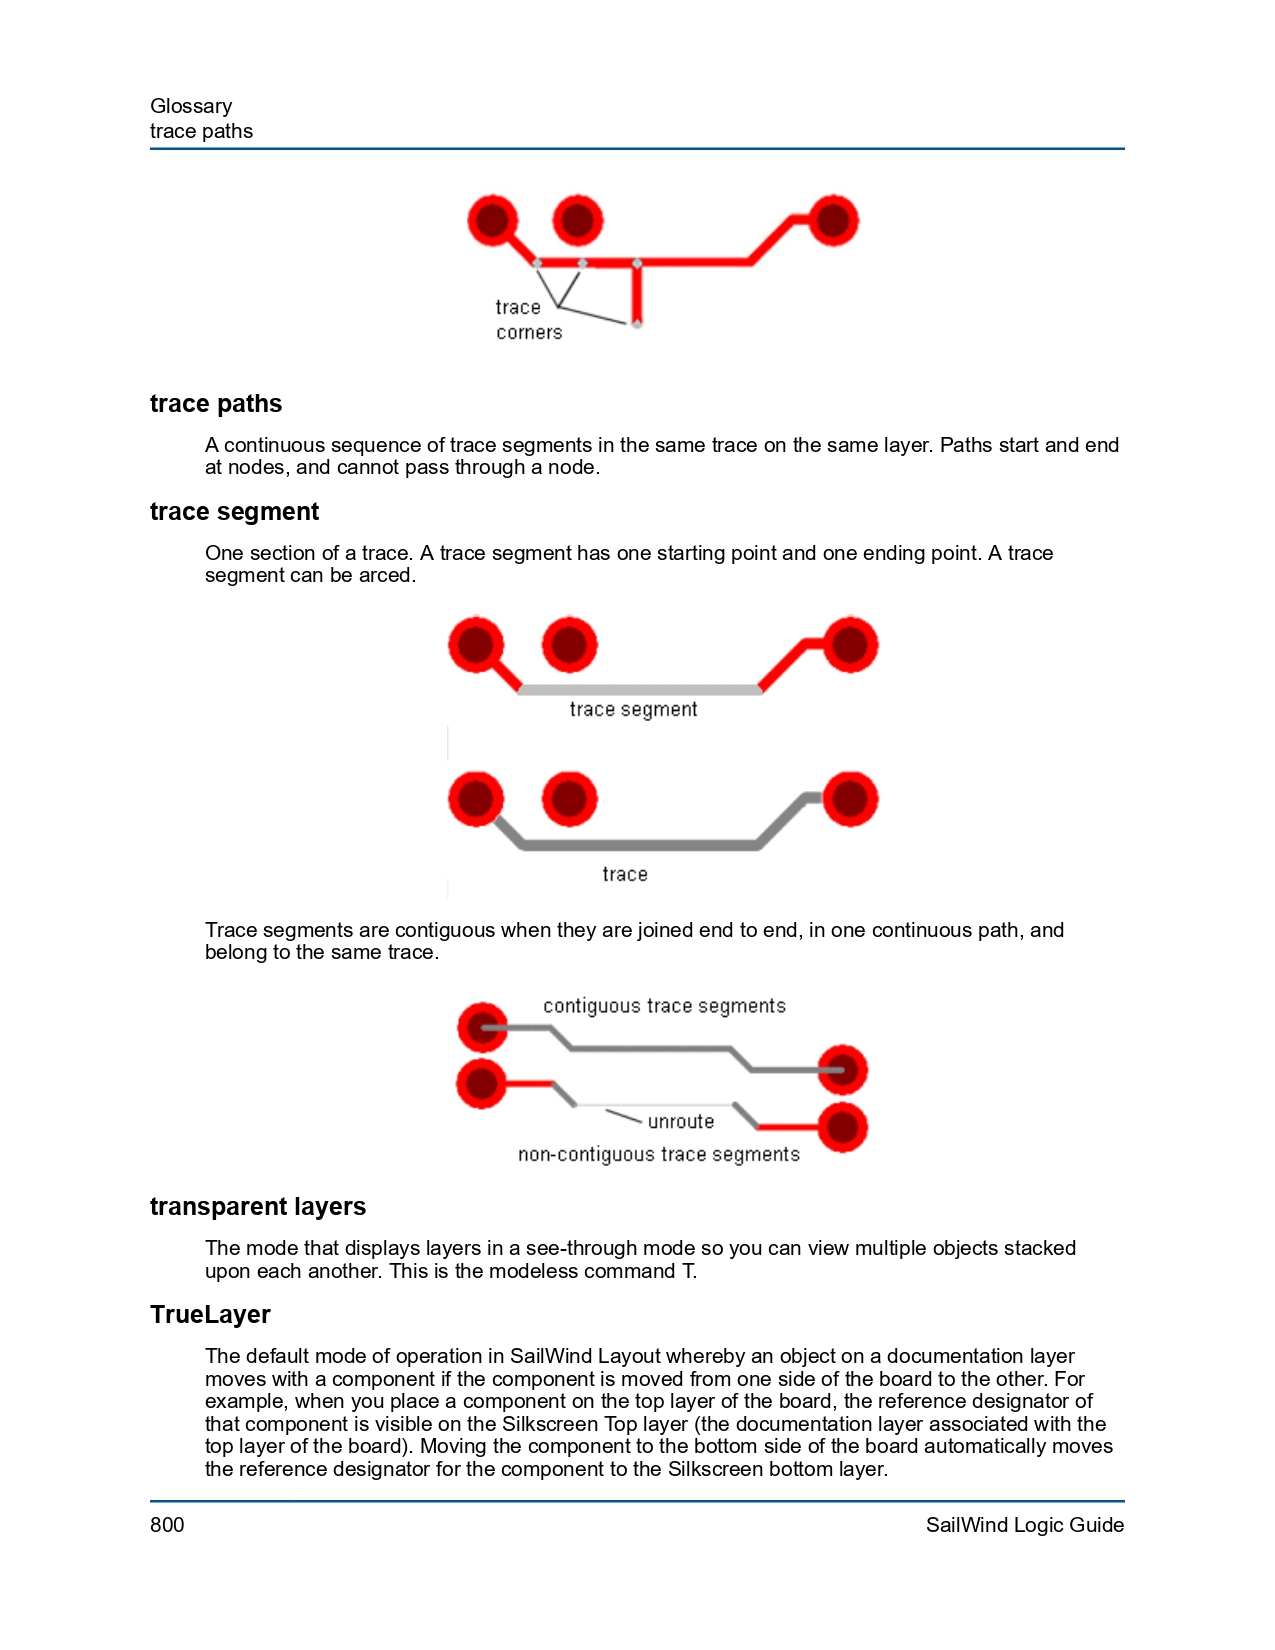 Glossary
trace paths
trace
corners
trace paths
A continuous sequence of trace segments in the same trace on the same layer. Paths start and end
at nodes, and cannot pass through a node.
trace segment
One section of a trace. A trace segment has one starting point and one ending point. A trace
segment can be arced.
trace segment
trace
Trace segments are contiguous when they are joined end to end, in one continuous path, and
belong to the same trace.
contiguous trace segments
unroute
non-contiguous trace segments
transparent layers
The mode that displays layers in a see-through mode so you can view multiple objects stacked
upon each another. This is the modeless command T.
TrueLayer
The default mode of operation in SailWind Layout whereby an object on a documentation layer
moves with a component if the component is moved from one side of the board to the other. For
example, when you place a component on the top layer of the board, the reference designator of
that component is visible on the Silkscreen Top layer (the documentation layer associated with the
top layer of the board). Moving the component to the bottom side of the board automatically moves
the reference designator for the component to the Silkscreen bottom layer.
800
SailWind Logic Guide